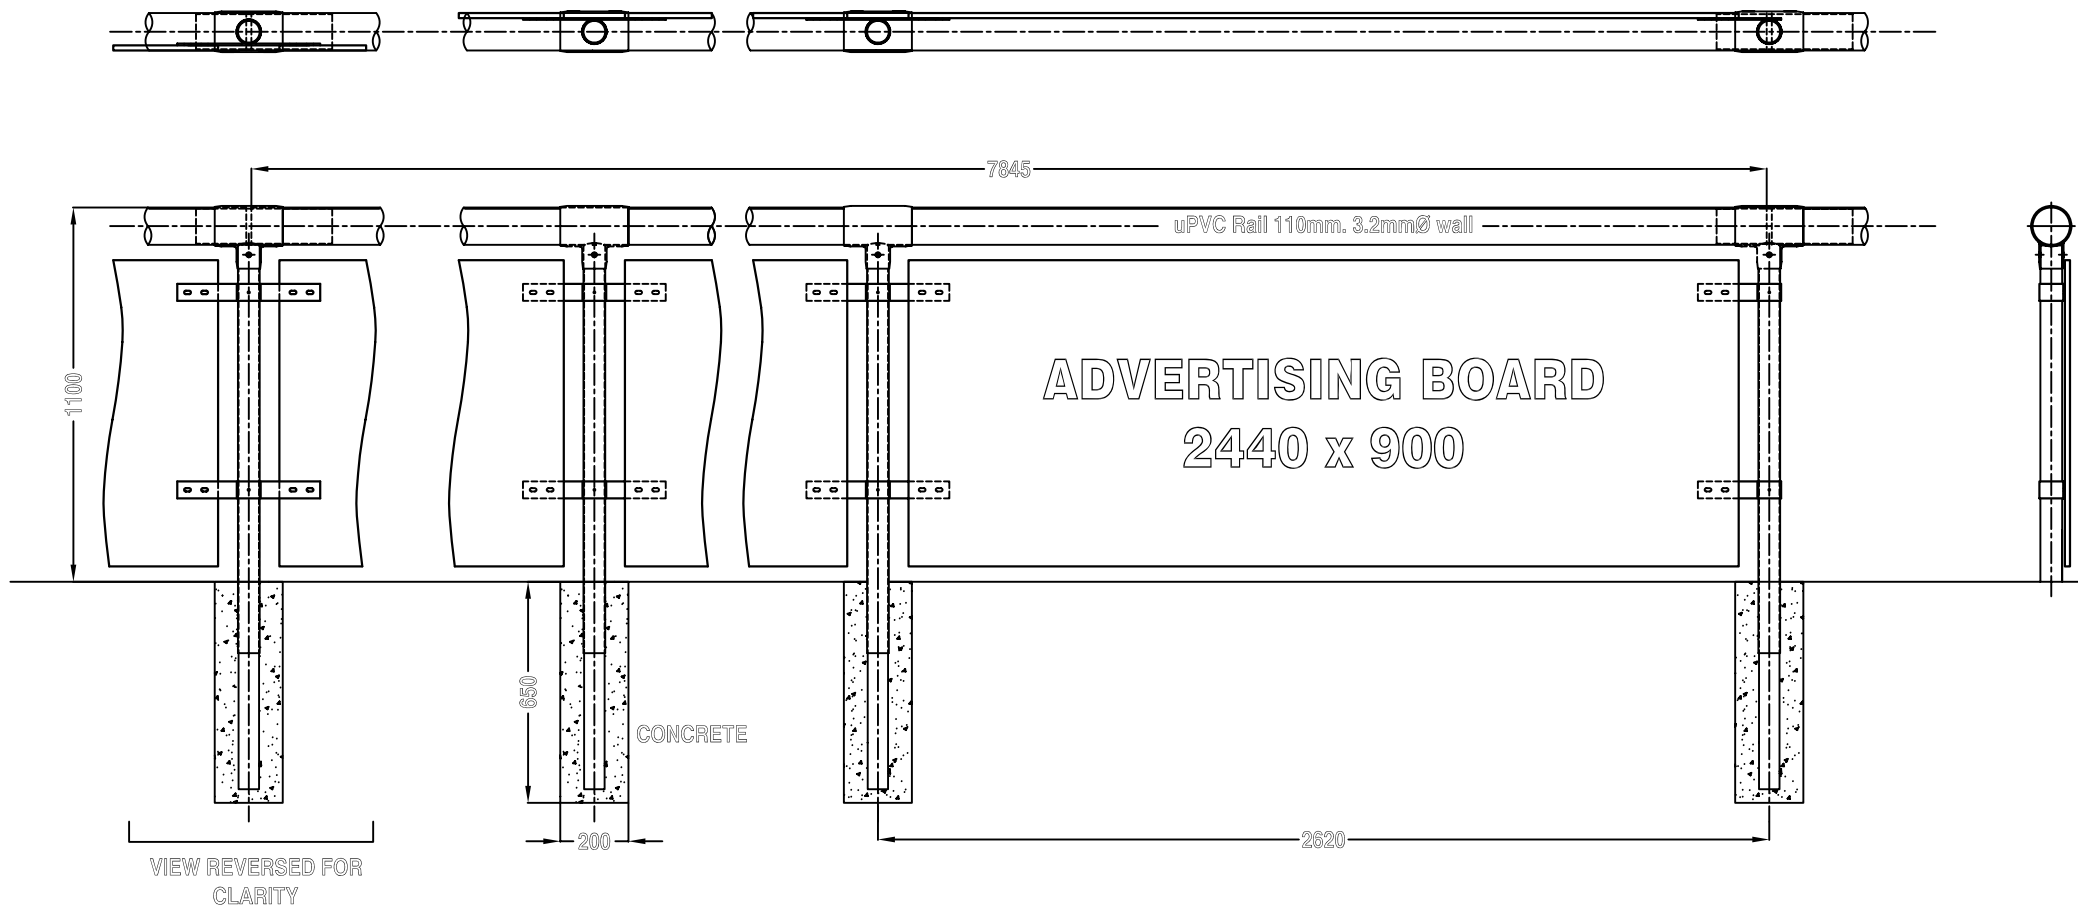 7845
uPVC Rail 110mm. 3.2mmØ wall
1100
ADVERTISING BOARD
2440 x 900
650
CONCRETE
200
2620
VIEW REVERSED FOR
CLARITY